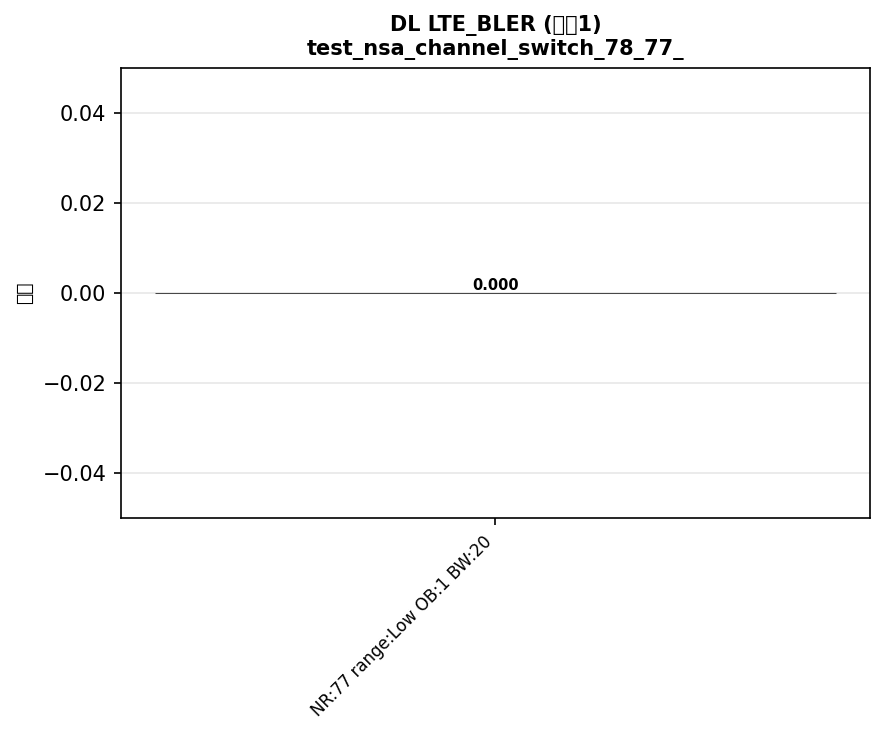 DL LTE_BLER (1)
test_nsa_channel_switch_78_77_
0.04
0.02
0.00
−0.02
−0.04
0.000
NR:77 range:Low OB:1 BW:20